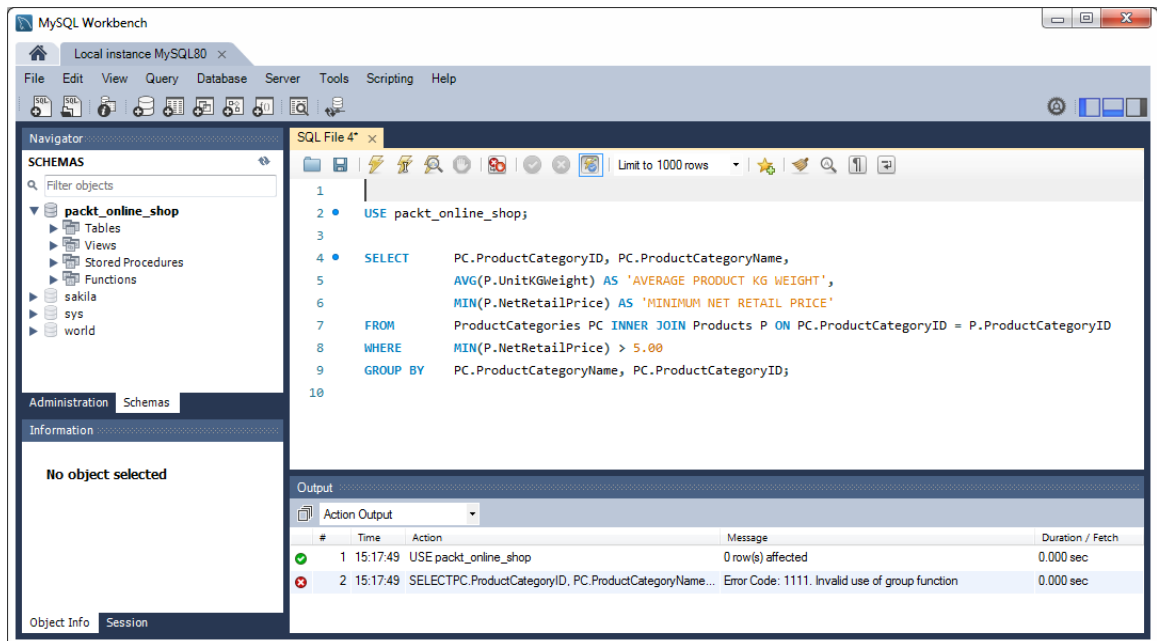 MySQL Workbench
Local instance MySQL80 ×
File Edit View Query Database Server Tools Scripting Help
Navigator
SCHEMAS
Filter objects
packt_online_shop
Tables
Views
Stored Procedures
Functions
sakila
sys
world
Administration Schemas
Information
No object selected
Object Info Session
SQL File 4* ×
Limit to 1000 rows
1
2 USE packt_online_shop;
3
4 SELECT PC.ProductCategoryID, PC.ProductCategoryName,
5 AVG(P.UnitKGWeight) AS 'AVERAGE PRODUCT KG WEIGHT',
6 MIN(P.NetRetailPrice) AS 'MINIMUM NET RETAIL PRICE'
7 FROM ProductCategories PC INNER JOIN Products P ON PC.ProductCategoryID = P.ProductCategoryID
8 WHERE MIN(P.NetRetailPrice) > 5.00
9 GROUP BY PC.ProductCategoryName, PC.ProductCategoryID;
10
Output
Action Output
# Time Action Message Duration / Fetch
1 15:17:49 USE packt_online_shop 0 row(s) affected 0.000 sec
2 15:17:49 SELECTPC.ProductCategoryID, PC.ProductCategoryName... Error Code: 1111. Invalid use of group function 0.000 sec